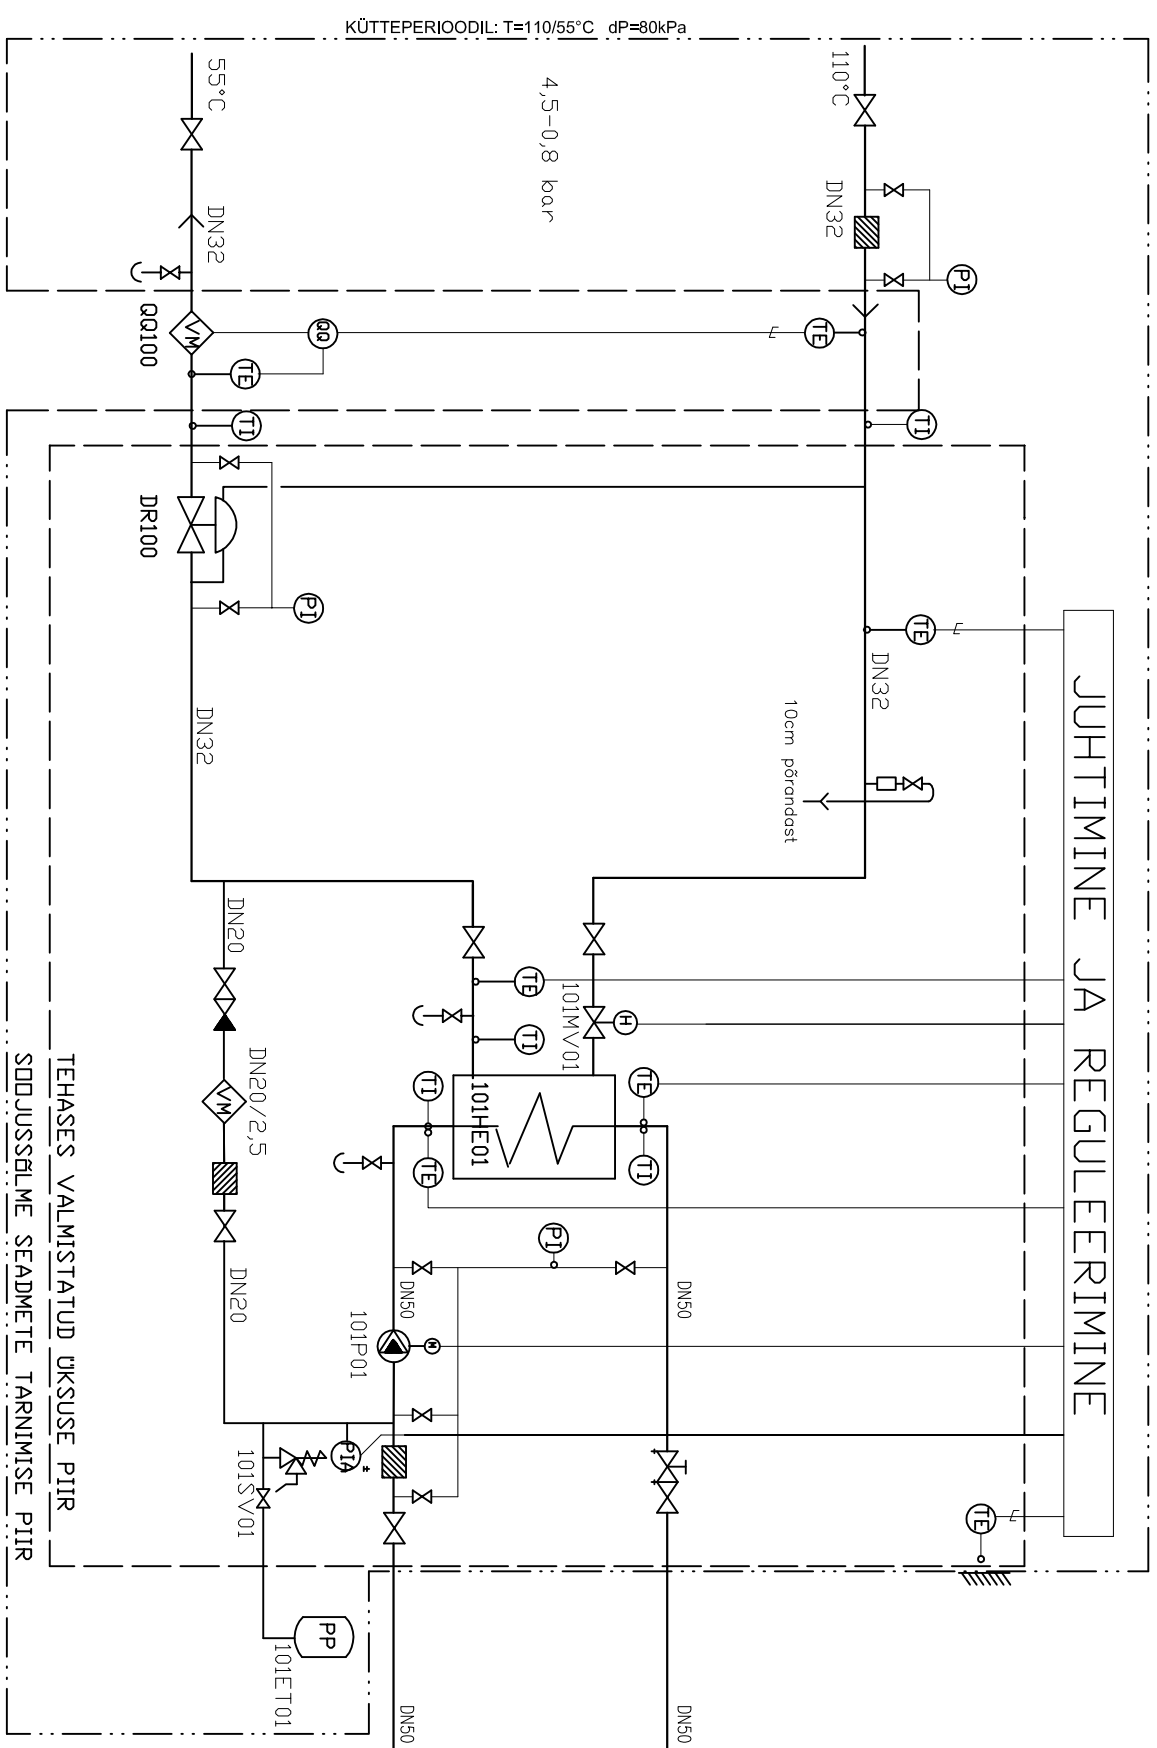 KÜTTEPERIOODIL: T=110/55°C dP=80kPa
JUHTIMINE JA REGULEERIMINE
110°C
DN32
PI
TE
TI
TE
DN32
10cm põrandast
4,5-0,8 bar
55°C
DN32
QQ100
VM
QQ
TE
TI
DR100
PI
DN32
TE
TI
101MV01
H
TE
TI
101HE01
TI
TE
PI
DN50
DN50
101P01
M
DN20
DN20/2,5
VM
DN20
PIA
±
101SV01
TE
PP
101ET01
DN50
DN50
TEHASES VALMISTATUD ÜKSUSE PIIR
SOOJUSSÕLME SEADMETE TARNIMISE PIIR